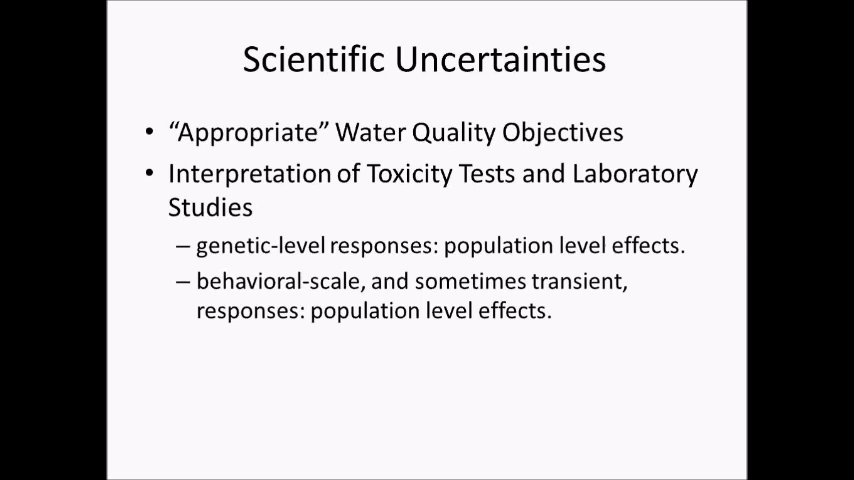 Scientific Uncertainties
• “Appropriate” Water Quality Objectives
• Interpretation of Toxicity Tests and Laboratory
Studies
– genetic-level responses: population level effects.
– behavioral-scale, and sometimes transient,
responses: population level effects.